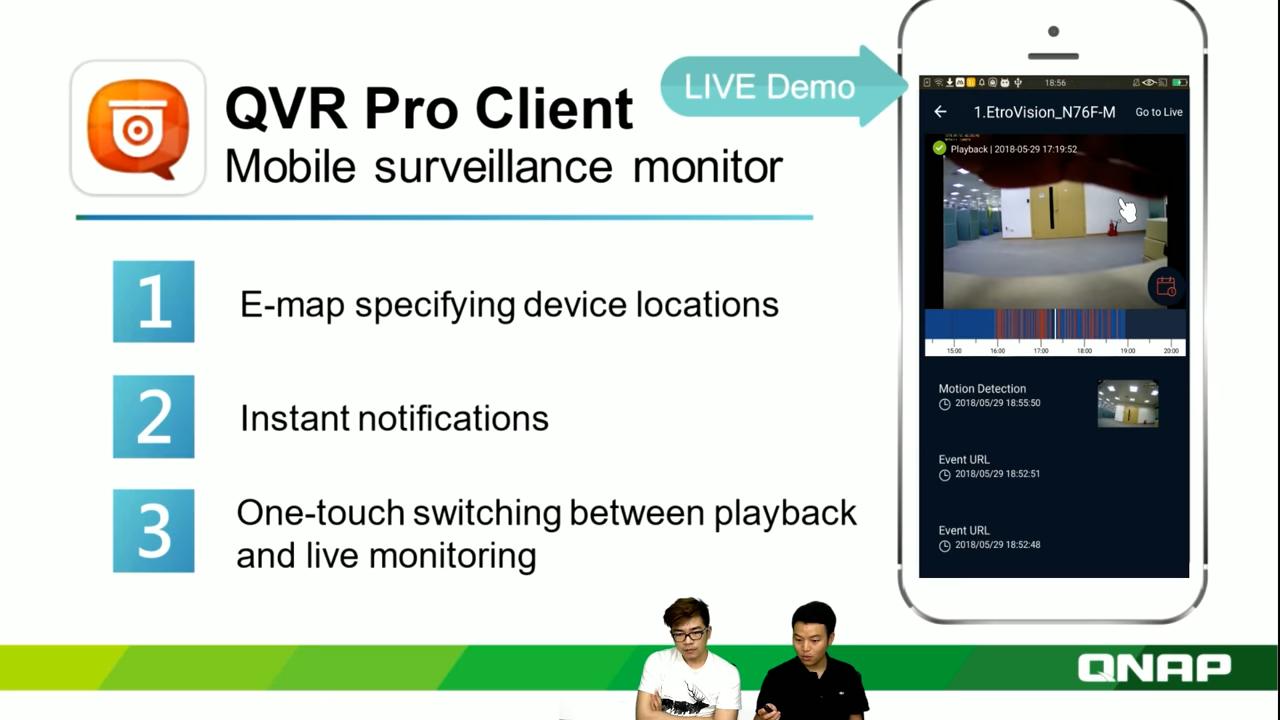 QVR Pro Client
Mobile surveillance monitor
LIVE Demo
1
E-map specifying device locations
2
Instant notifications
3
One-touch switching between playback
and live monitoring
18:56
1.EtroVision_N76F-M
Go to Live
Playback | 2018-05-29 17:19:52
15:00 16:00 17:00 18:00 19:00 20:00
Motion Detection
2018/05/29 18:55:50
Event URL
2018/05/29 18:52:51
Event URL
2018/05/29 18:52:48
QNAP